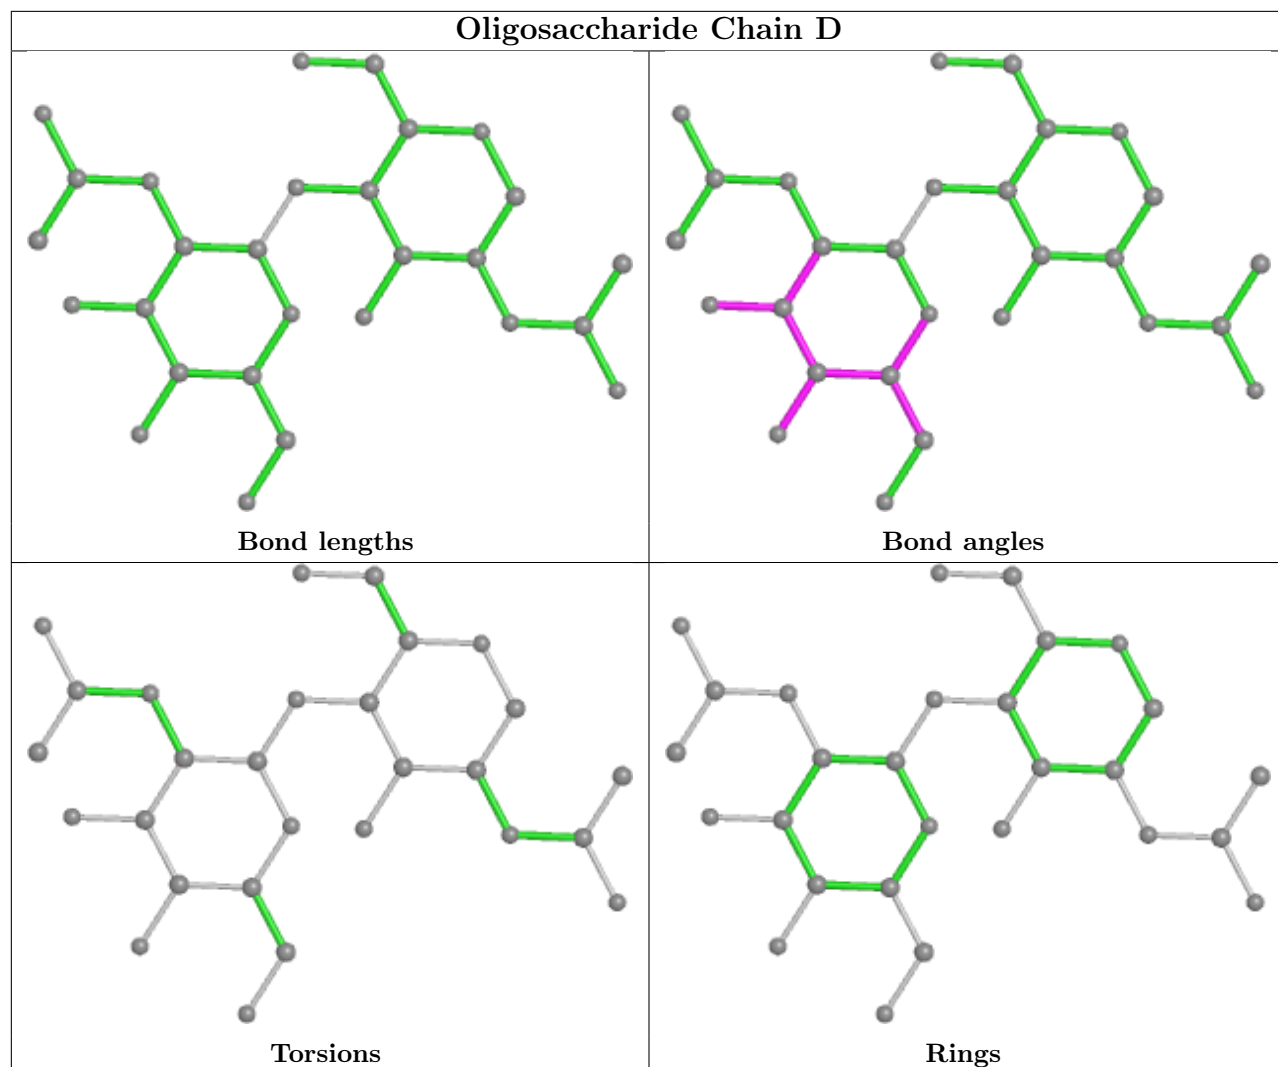 Oligosaccharide Chain D
Bond lengths
Bond angles
Torsions
Rings